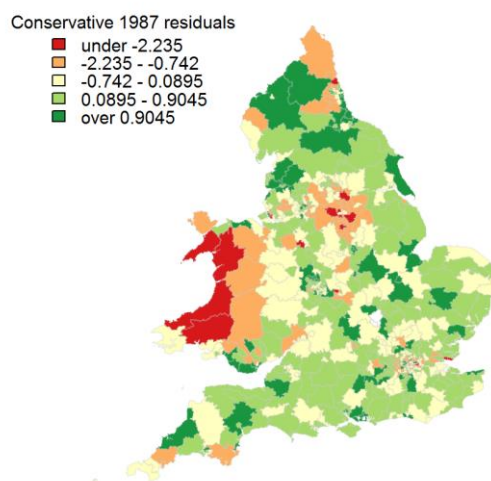 Conservative 1987 residuals
under -2.235
-2.235 - -0.742
-0.742 - 0.0895
0.0895 - 0.9045
over 0.9045